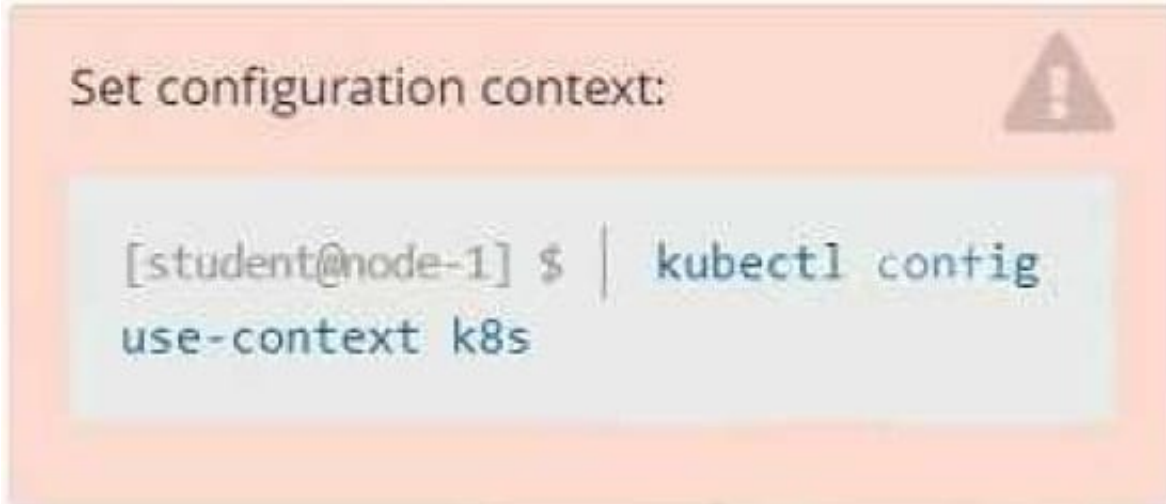 Set configuration context:
[student@node-1] $ | kubectl config
use-context k8s